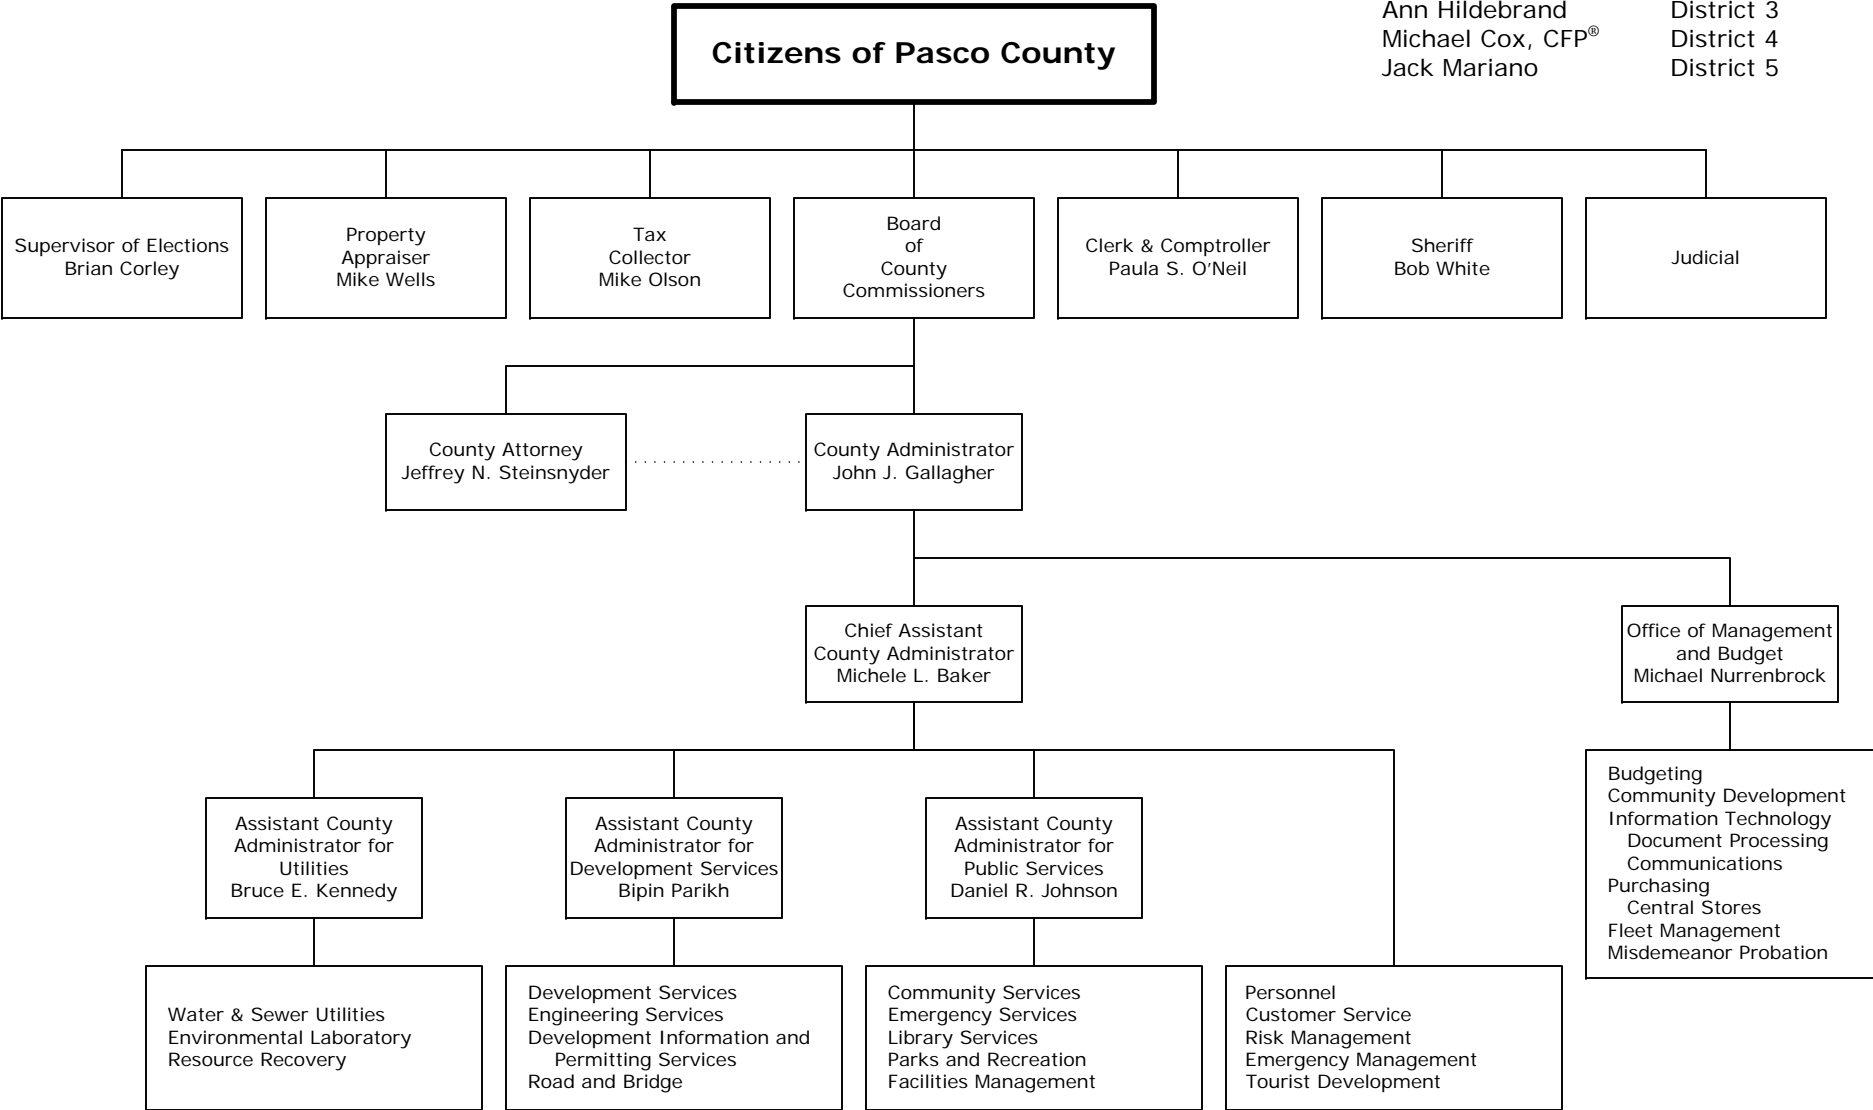 Ann Hildebrand District 3
Michael Cox, CFP® District 4
Jack Mariano District 5
Citizens of Pasco County
Supervisor of Elections
Brian Corley
Property
Appraiser
Mike Wells
Tax
Collector
Mike Olson
Board
of
County
Commissioners
Clerk & Comptroller
Paula S. O’Neil
Sheriff
Bob White
Judicial
County Attorney
Jeffrey N. Steinsnyder
County Administrator
John J. Gallagher
Chief Assistant
County Administrator
Michele L. Baker
Office of Management
and Budget
Michael Nurrenbrock
Assistant County
Administrator for
Utilities
Bruce E. Kennedy
Assistant County
Administrator for
Development Services
Bipin Parikh
Assistant County
Administrator for
Public Services
Daniel R. Johnson
Budgeting
Community Development
Information Technology
Document Processing
Communications
Purchasing
Central Stores
Fleet Management
Misdemeanor Probation
Water & Sewer Utilities
Environmental Laboratory
Resource Recovery
Development Services
Engineering Services
Development Information and
Permitting Services
Road and Bridge
Community Services
Emergency Services
Library Services
Parks and Recreation
Facilities Management
Personnel
Customer Service
Risk Management
Emergency Management
Tourist Development